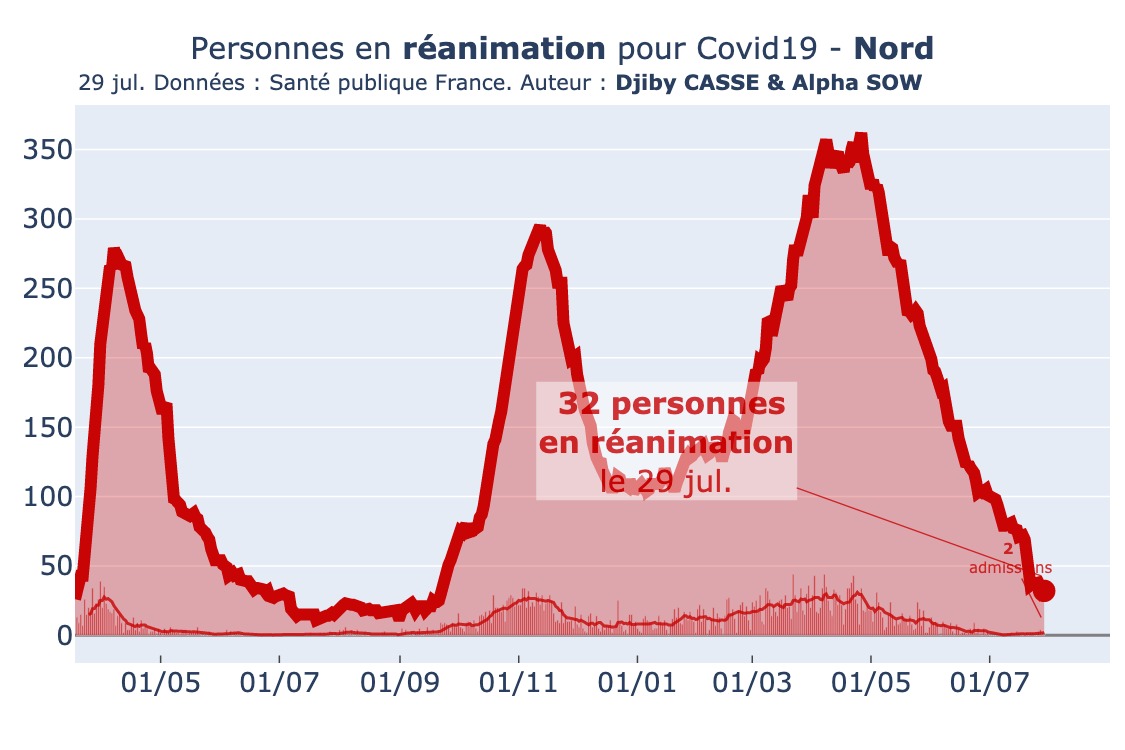 Personnes en réanimation pour Covid19 - Nord
29 jul. Données : Santé publique France. Auteur : Djiby CASSE & Alpha SOW
350
300
250
200
150
100
50
0
32 personnes
en réanimation
le 29 jul.
2
admissions
01/05 01/07 01/09 01/11 01/01 01/03 01/05 01/07